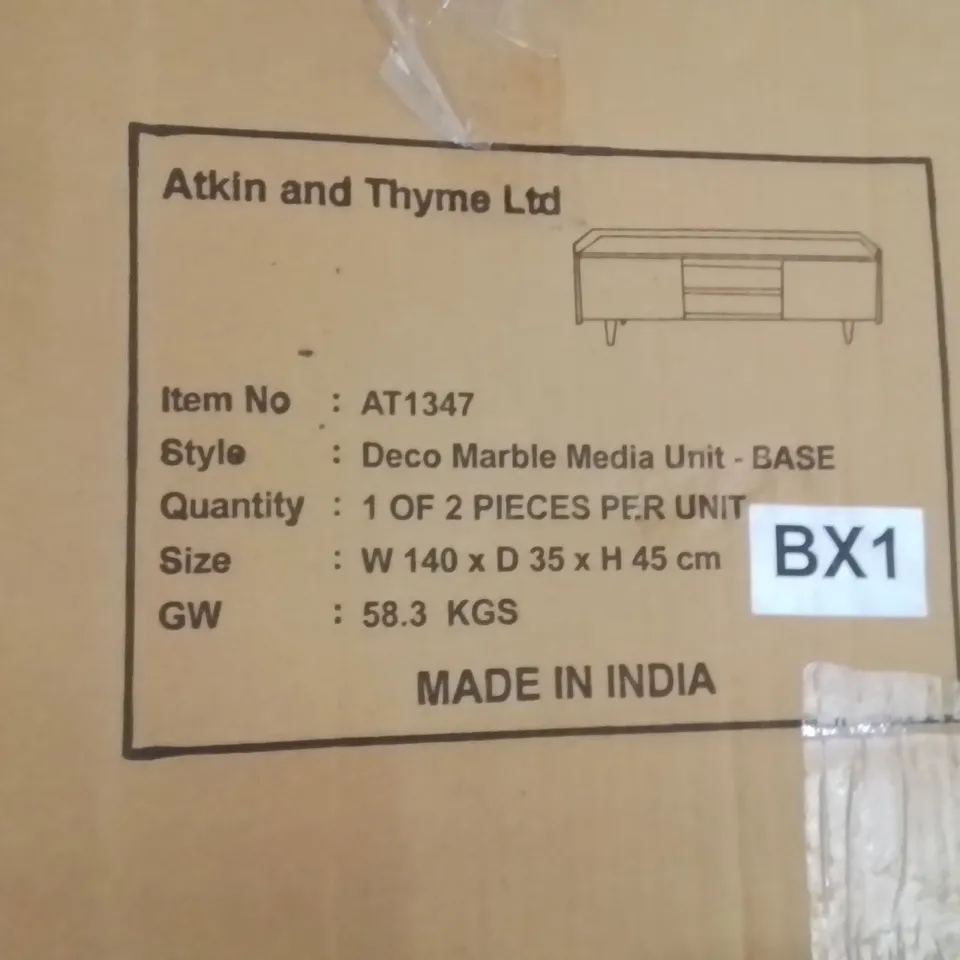 Atkin and Thyme Ltd
Item No : AT1347
Style : Deco Marble Media Unit - BASE
Quantity : 1 OF 2 PIECES PER UNIT
Size : W 140 x D 35 x H 45 cm
BX1
GW : 58.3 KGS
MADE IN INDIA